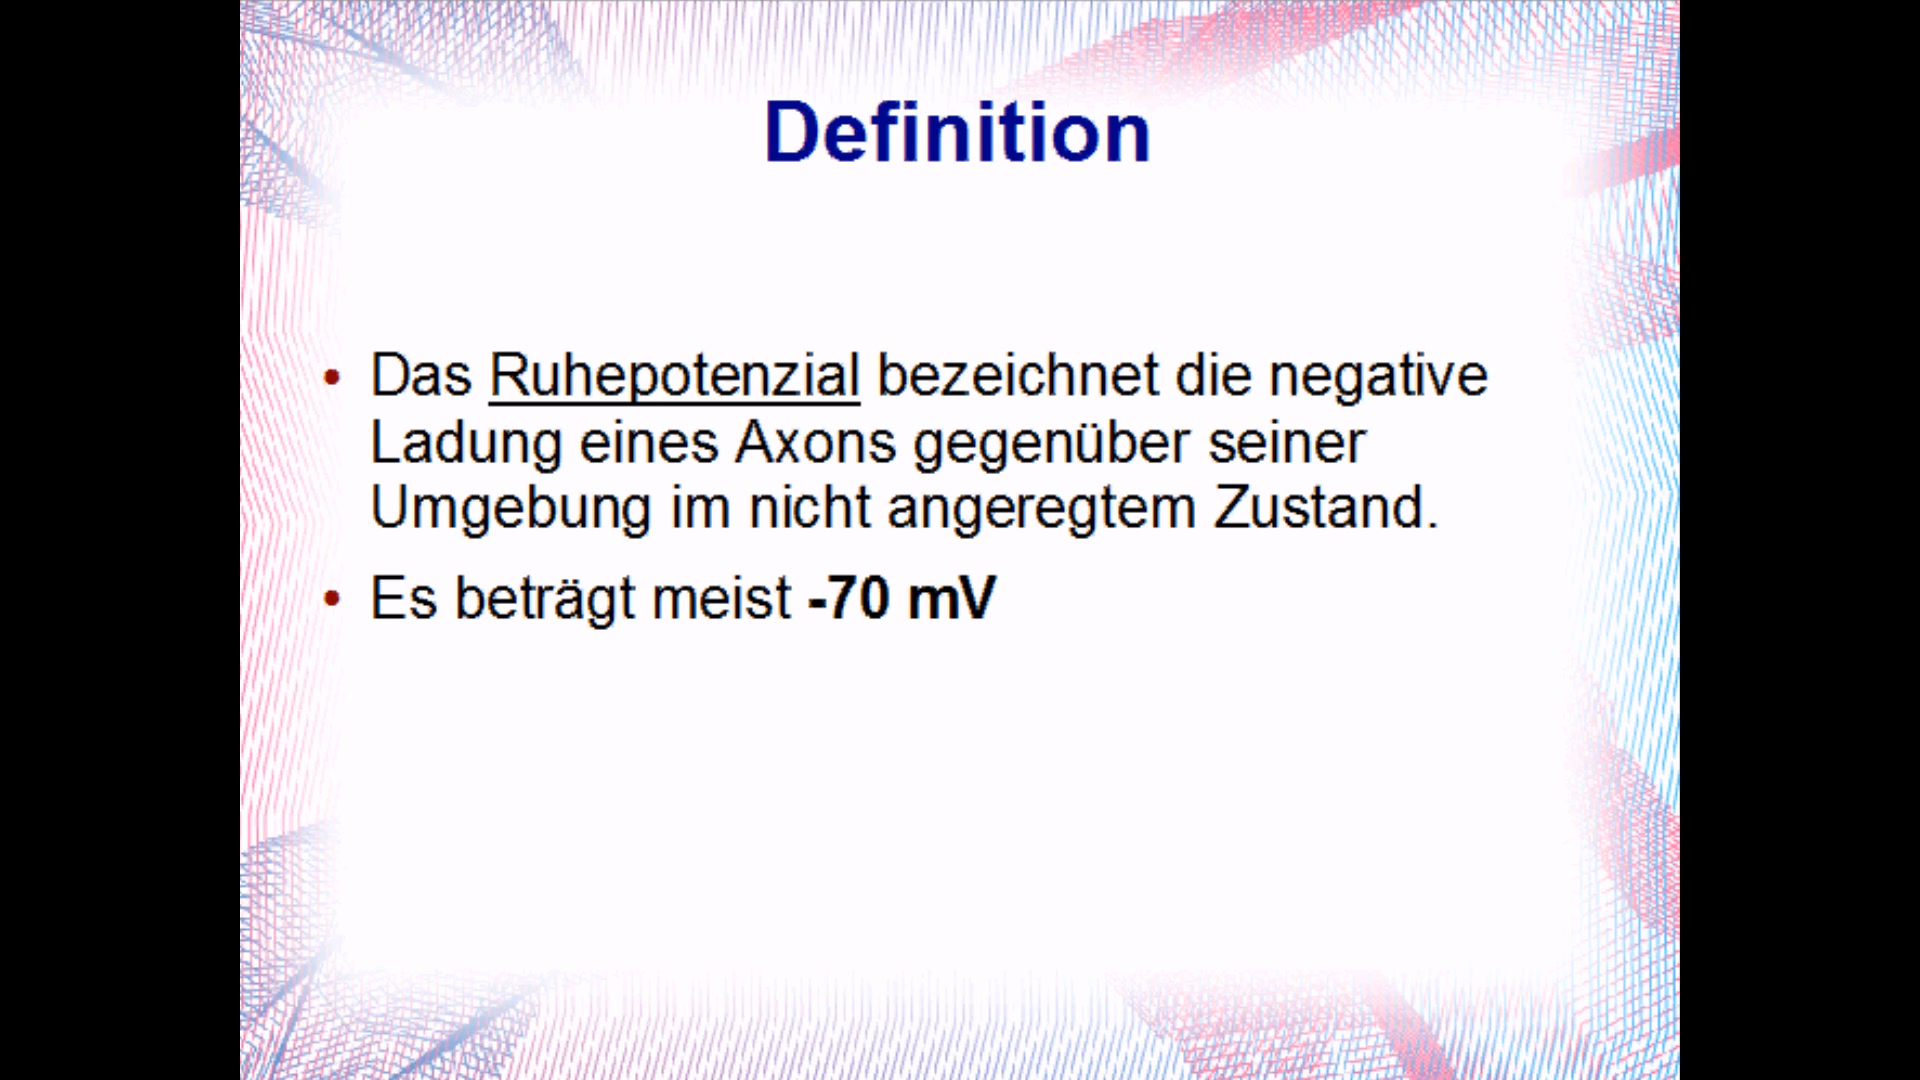 Definition
• Das Ruhepotenzial bezeichnet die negative
Ladung eines Axons gegenüber seiner
Umgebung im nicht angeregtem Zustand.
• Es beträgt meist -70 mV